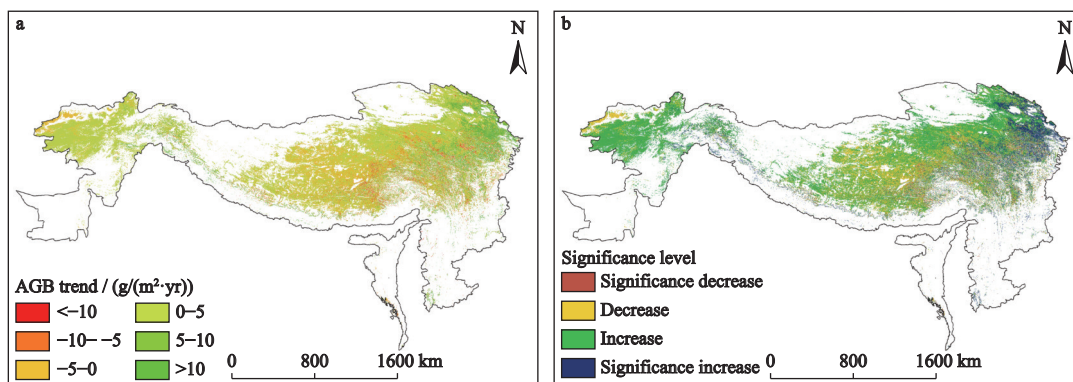 a
N
AGB trend / (g/(m²·yr))
<−10
0−5
−10− −5
5−10
−5−0
>10
0 800 1600 km
b
N
Significance level
Significance decrease
Decrease
Increase
Significance increase
0 800 1600 km